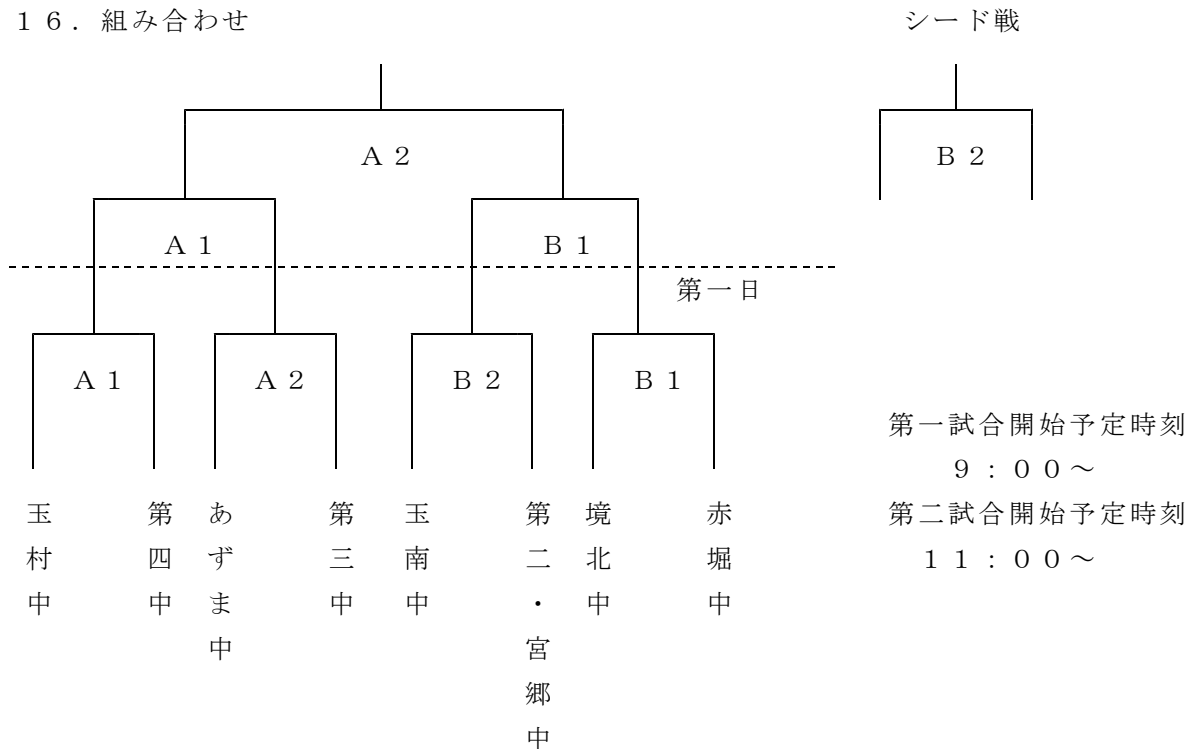 １６．組み合わせ
シード戦
Ａ２
Ｂ２
Ａ１
Ｂ１
第一日
Ａ１
Ａ２
Ｂ２
Ｂ１
第一試合開始予定時刻
９：００～
第二試合開始予定時刻
１１：００～
玉村中
第四中
あずま中
第三中
玉南中
第二・宮郷中
境北中
赤堀中